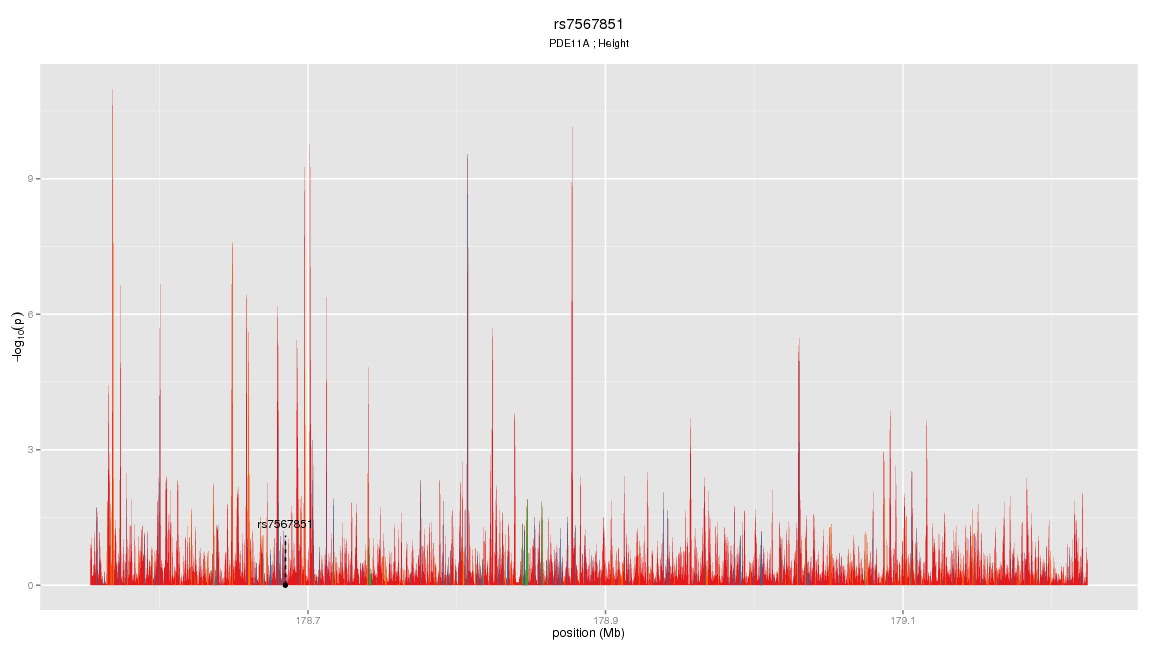 rs7567851
PDE11A ; Height
−log10(p)
9
6
3
0
rs7567851
178.7
178.9
179.1
position (Mb)